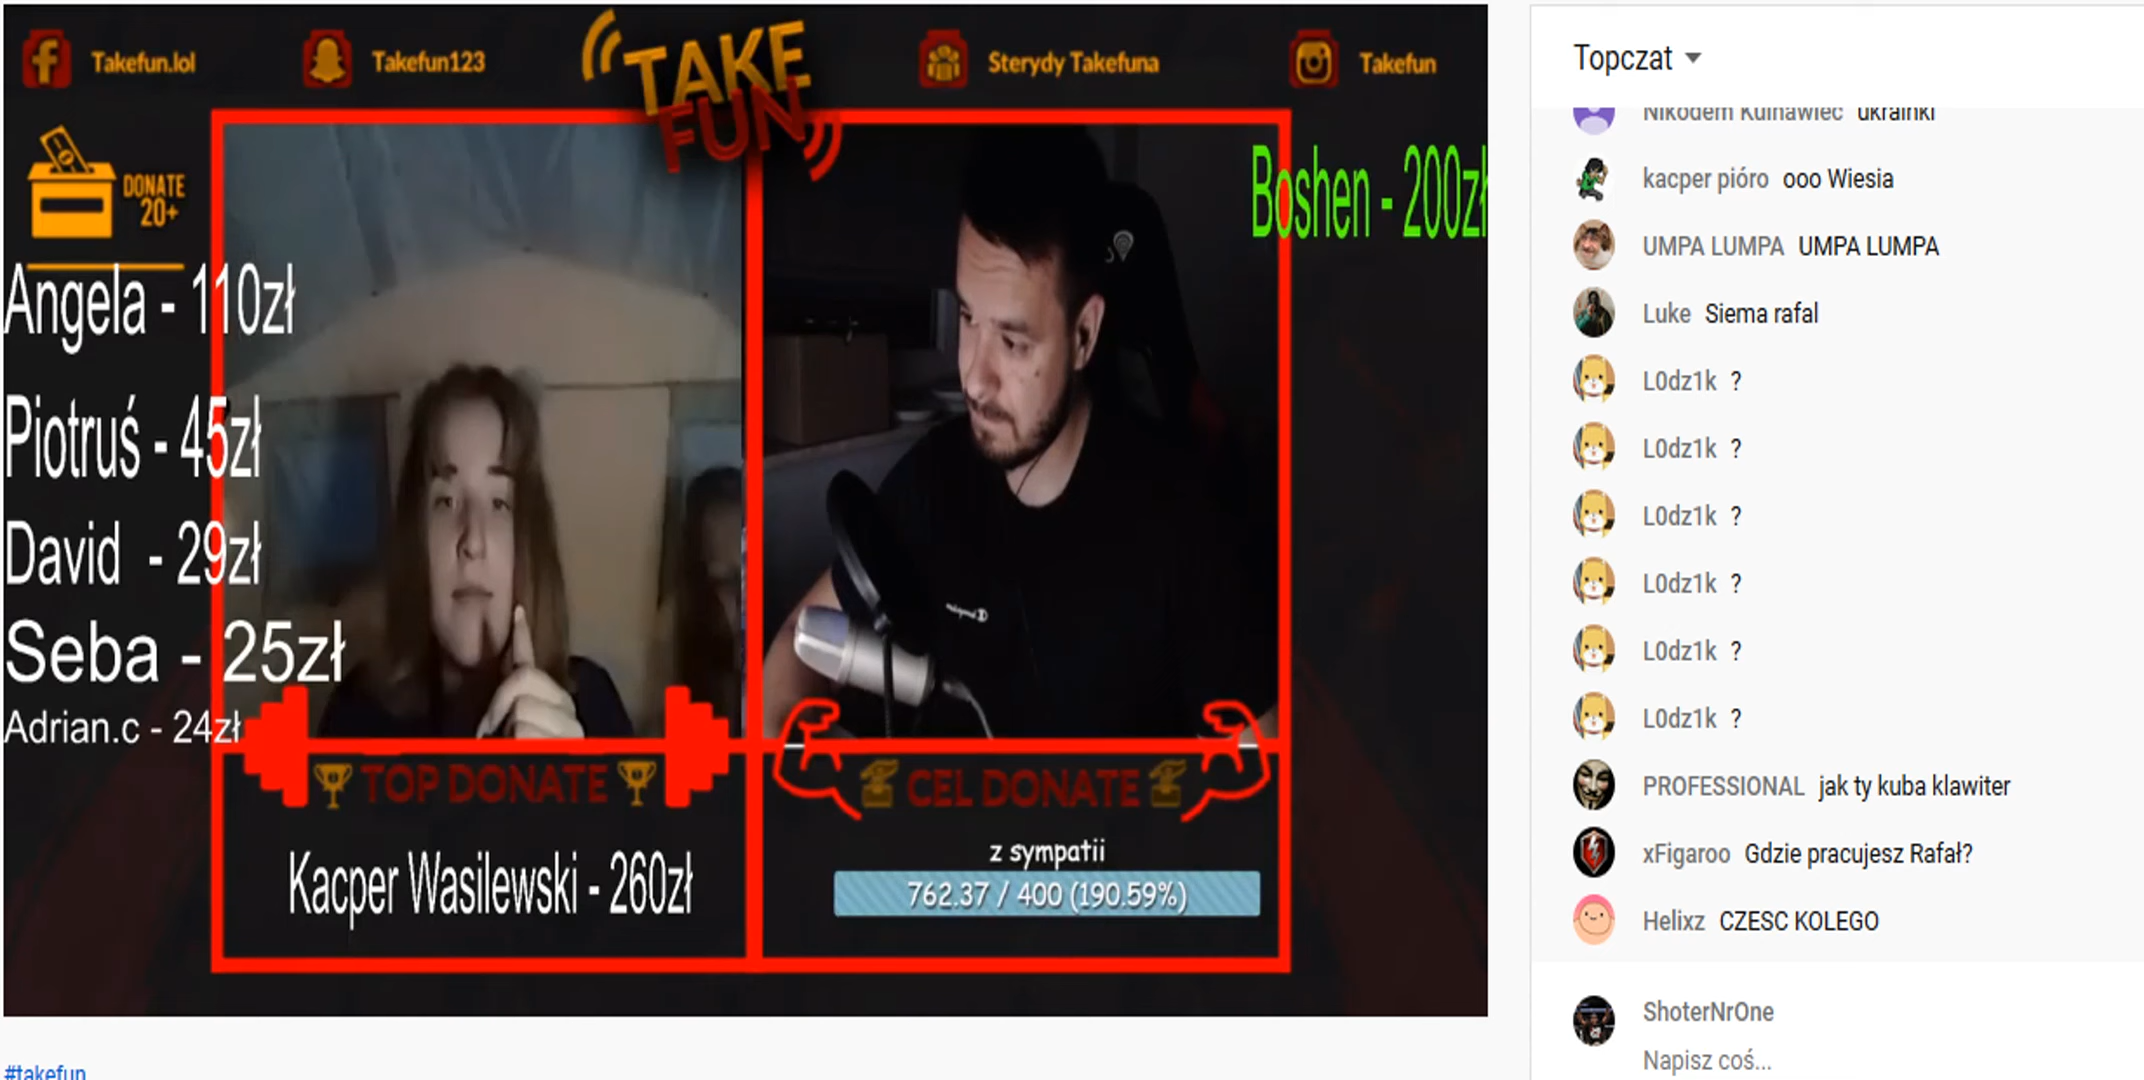 Takefun.lol
Takefun123
TAKE
FUN
Sterydy Takefuna
Takefun
DONATE
20+
Boshen - 200zł
Angela - 110zł
Piotruś - 45zł
David - 29zł
Seba - 25zł
Adrian.c - 24zł
TOP DONATE
Kacper Wasilewski - 260zł
CEL DONATE
z sympatii
762.37 / 400 (190.59%)
#takefun
Topczat
Nikodem Kulnawiec ukrainki
kacper pióro ooo Wiesia
UMPA LUMPA UMPA LUMPA
Luke Siema rafal
L0dz1k ?
L0dz1k ?
L0dz1k ?
L0dz1k ?
L0dz1k ?
L0dz1k ?
PROFESSIONAL jak ty kuba klawiter
xFigaroo Gdzie pracujesz Rafał?
Helixz CZESC KOLEGO
ShoterNrOne
Napisz coś...